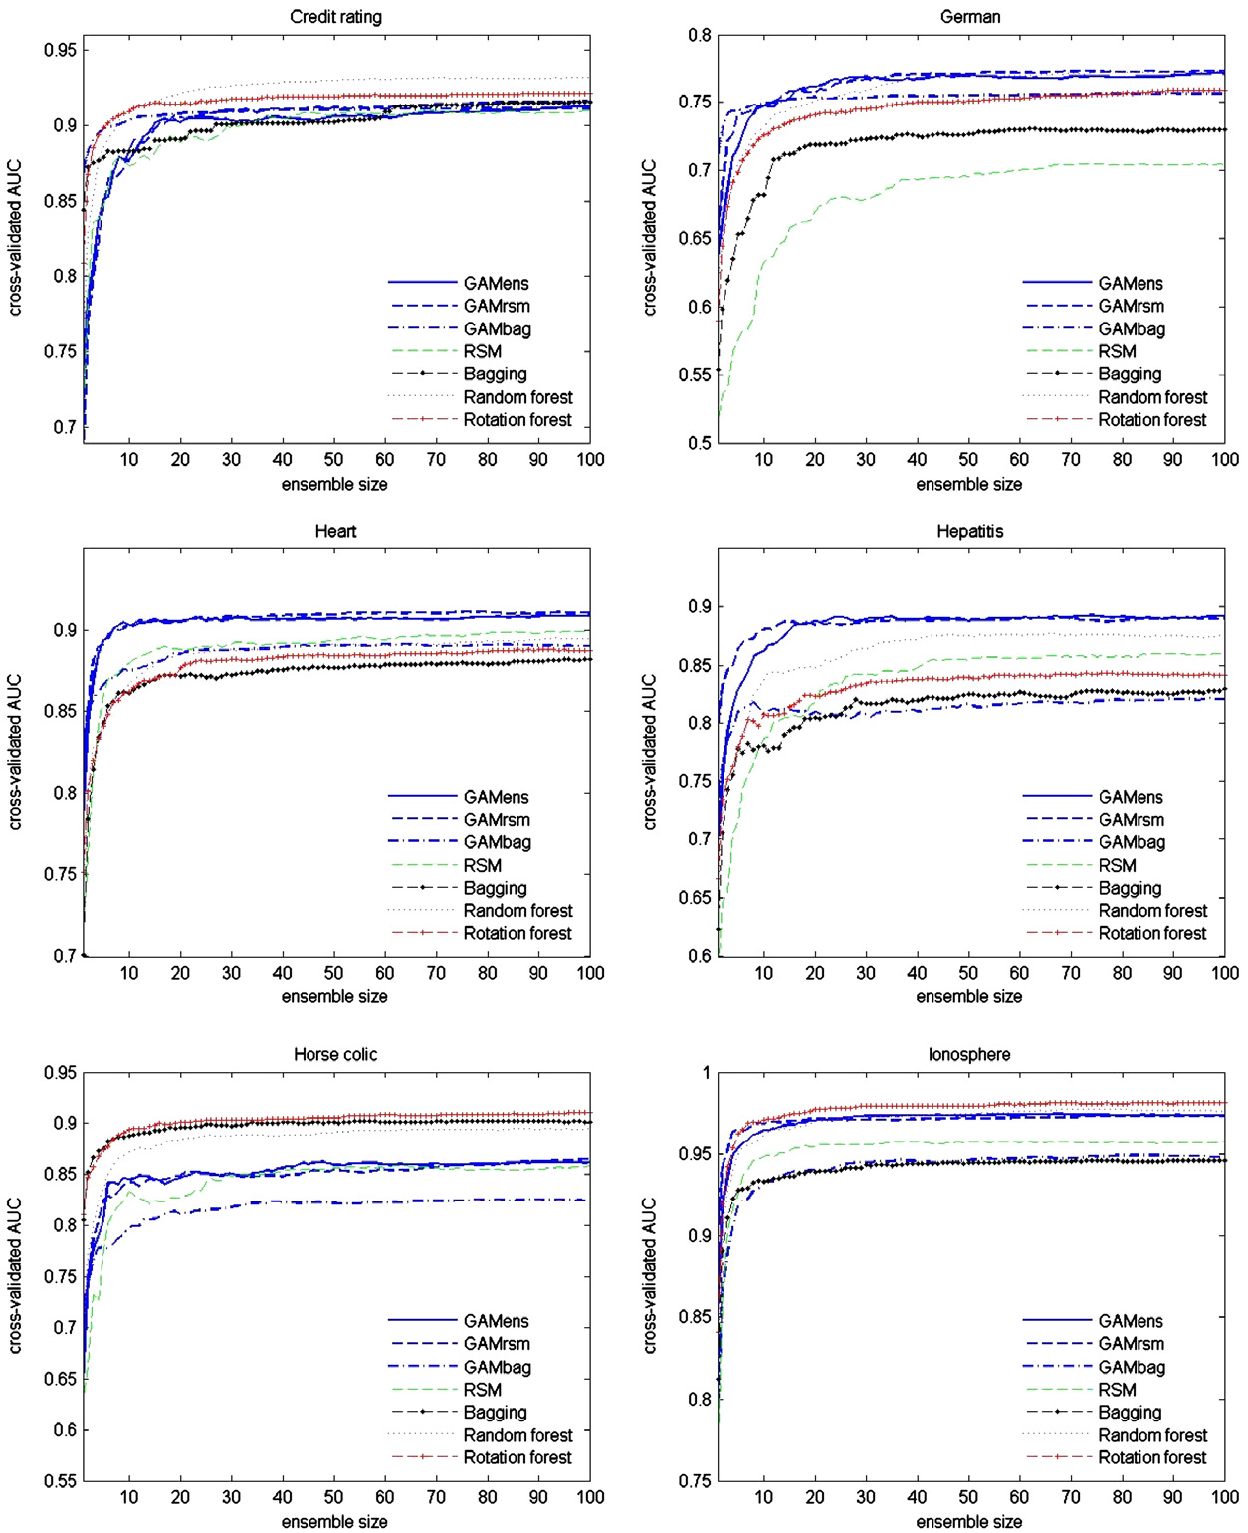 Credit rating
0.95
0.9
0.85
0.8
0.75
0.7
cross-validated AUC
GAMens
GAMrsm
GAMbag
RSM
Bagging
Random forest
Rotation forest
10 20 30 40 50 60 70 80 90 100
ensemble size
German
0.8
0.75
0.7
0.65
0.6
0.55
0.5
cross-validated AUC
GAMens
GAMrsm
GAMbag
RSM
Bagging
Random forest
Rotation forest
10 20 30 40 50 60 70 80 90 100
ensemble size
Heart
0.9
0.85
0.8
0.75
0.7
cross-validated AUC
GAMens
GAMrsm
GAMbag
RSM
Bagging
Random forest
Rotation forest
10 20 30 40 50 60 70 80 90 100
ensemble size
Hepatitis
0.9
0.85
0.8
0.75
0.7
0.65
0.6
cross-validated AUC
GAMens
GAMrsm
GAMbag
RSM
Bagging
Random forest
Rotation forest
10 20 30 40 50 60 70 80 90 100
ensemble size
Horse colic
0.95
0.9
0.85
0.8
0.75
0.7
0.65
0.6
0.55
cross-validated AUC
GAMens
GAMrsm
GAMbag
RSM
Bagging
Random forest
Rotation forest
10 20 30 40 50 60 70 80 90 100
ensemble size
Ionosphere
1
0.95
0.9
0.85
0.8
0.75
cross-validated AUC
GAMens
GAMrsm
GAMbag
RSM
Bagging
Random forest
Rotation forest
10 20 30 40 50 60 70 80 90 100
ensemble size